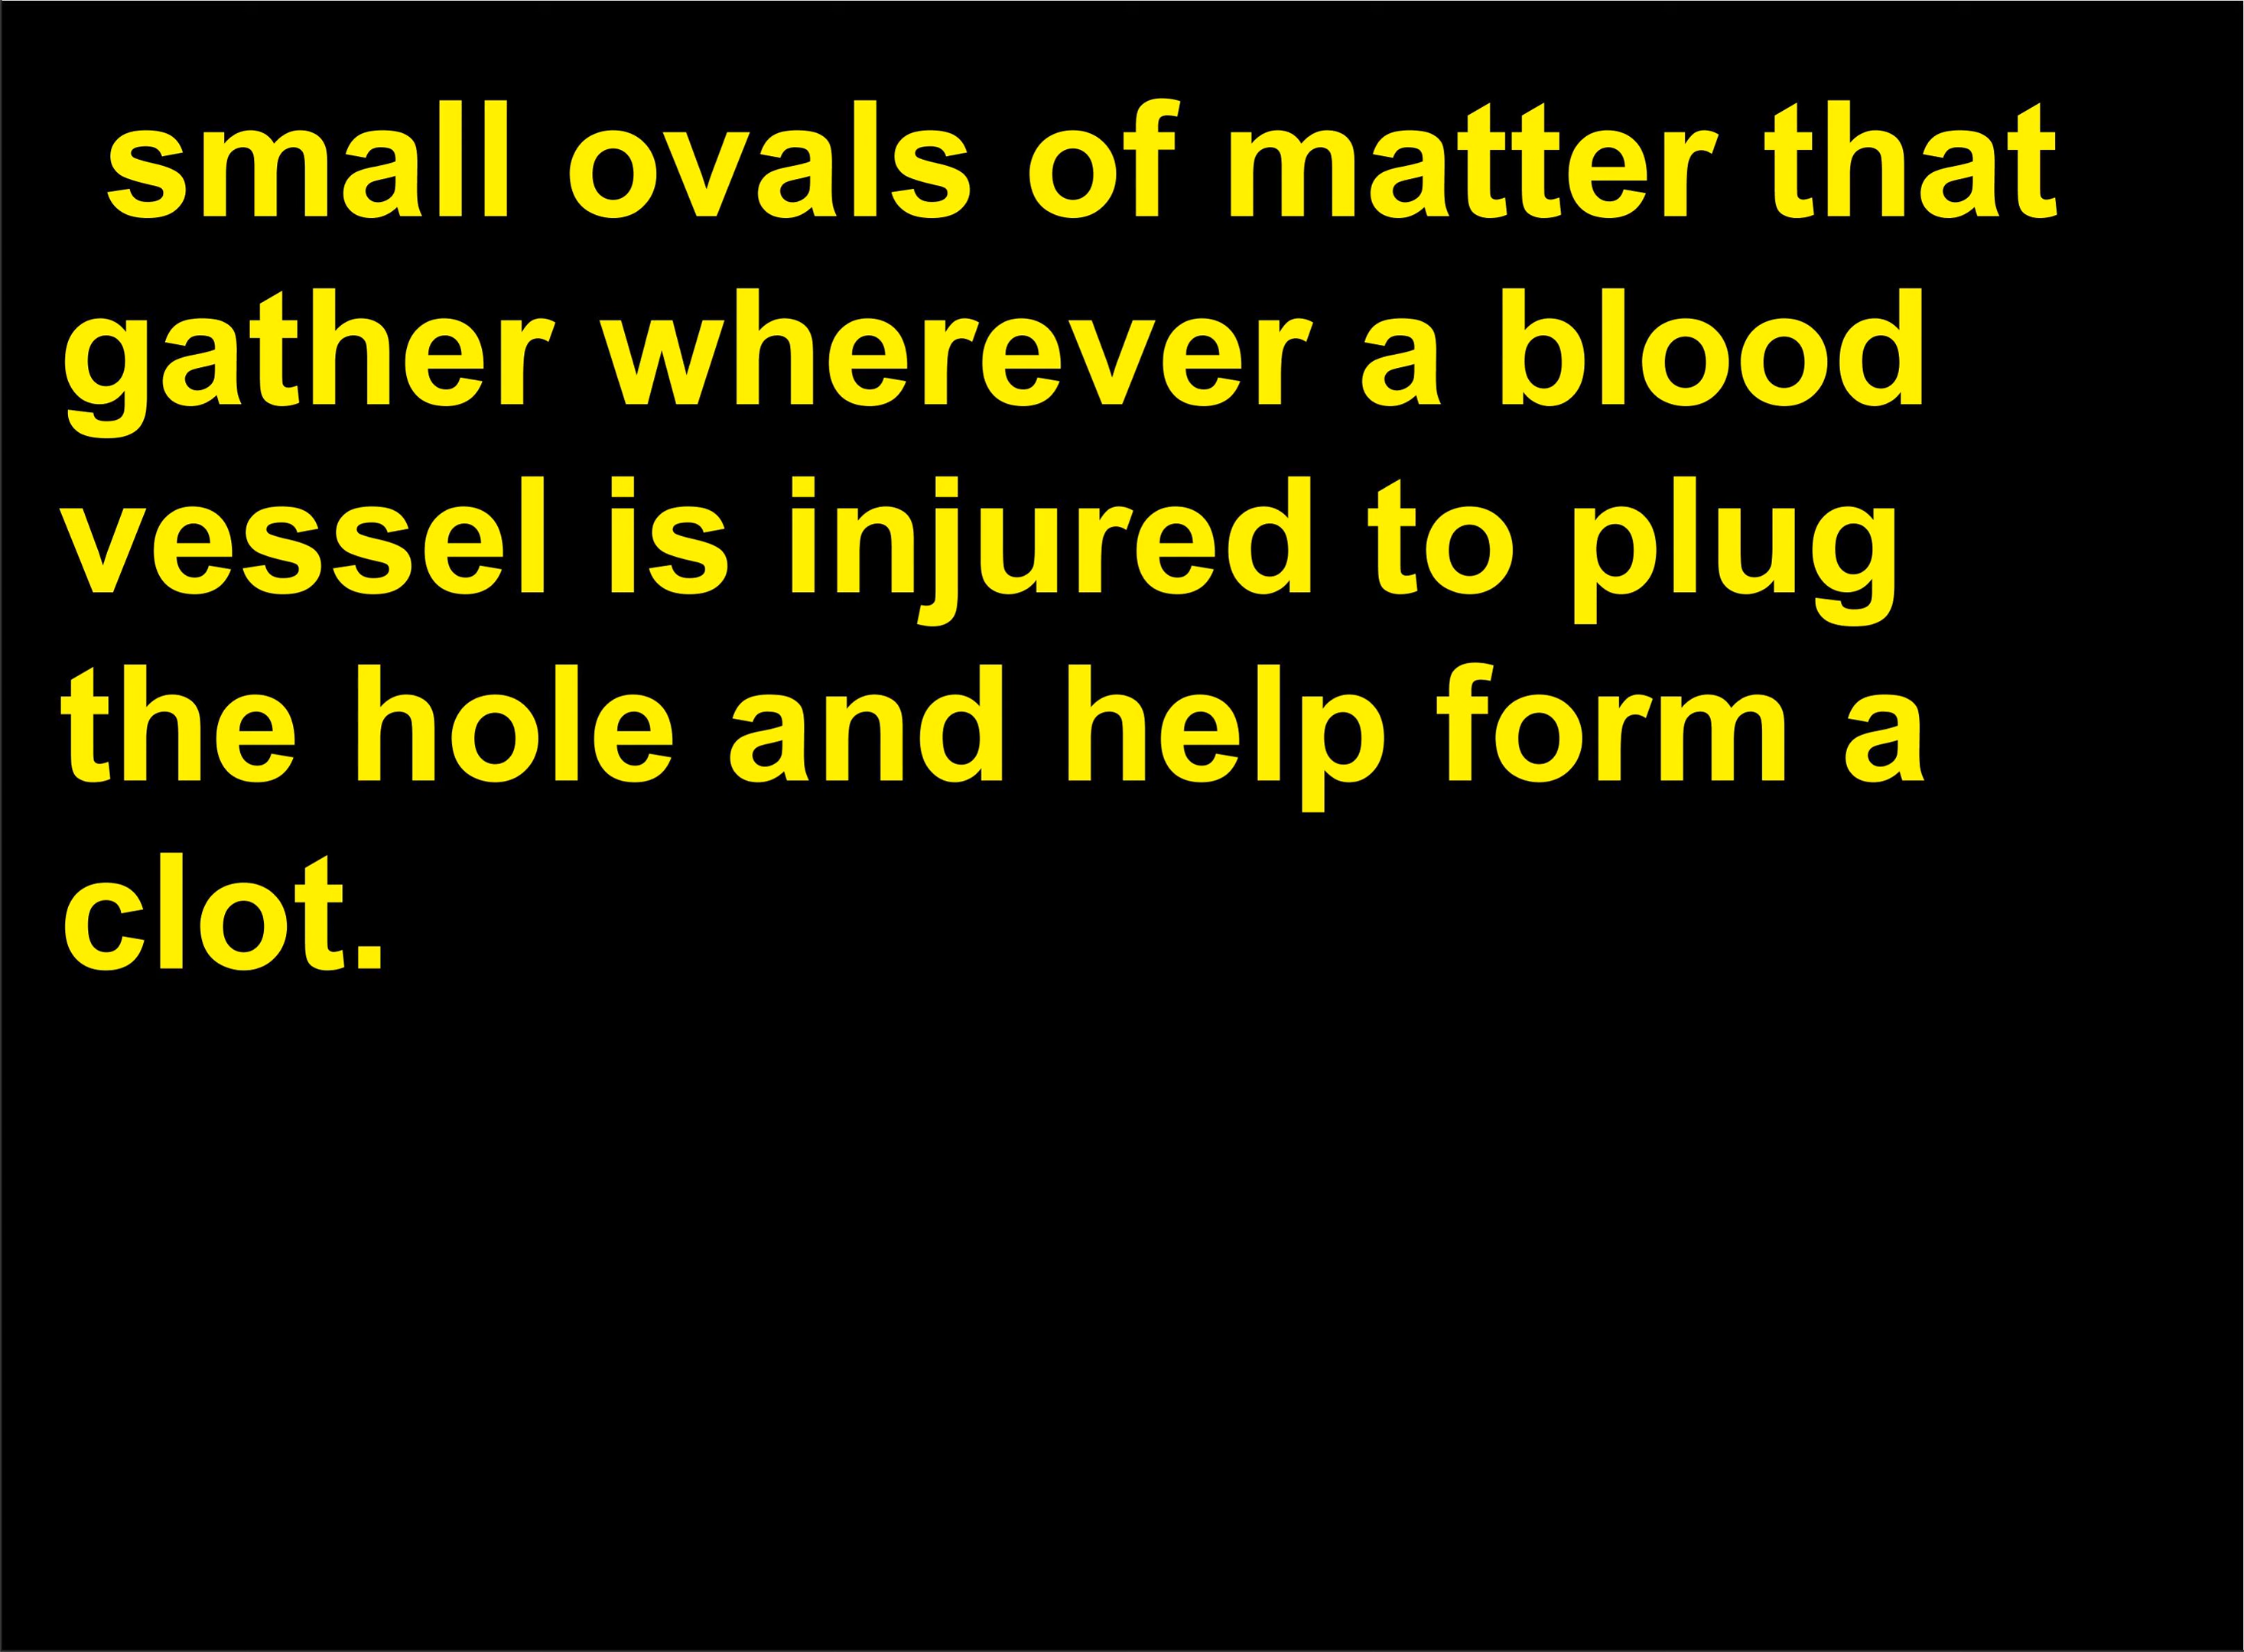 small ovals of matter that
gather wherever a blood
vessel is injured to plug
the hole and help form a
clot.